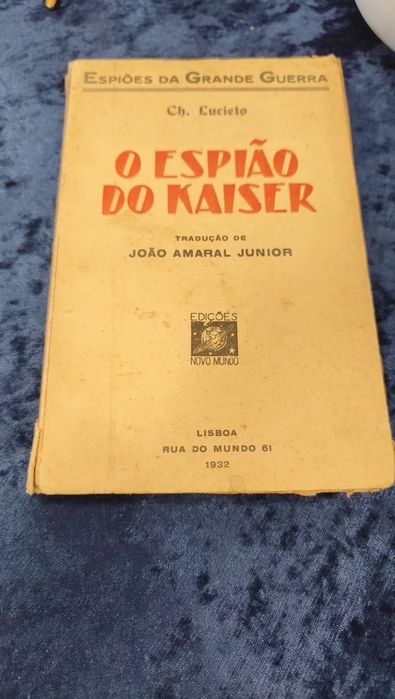 ESPIÕES DA GRANDE GUERRA
Ch. Lucieto
O ESPIÃO
DO KAISER
TRADUÇÃO DE
JOÃO AMARAL JUNIOR
EDIÇÕES
NOVO MUNDO
LISBOA
RUA DO MUNDO 61
1932